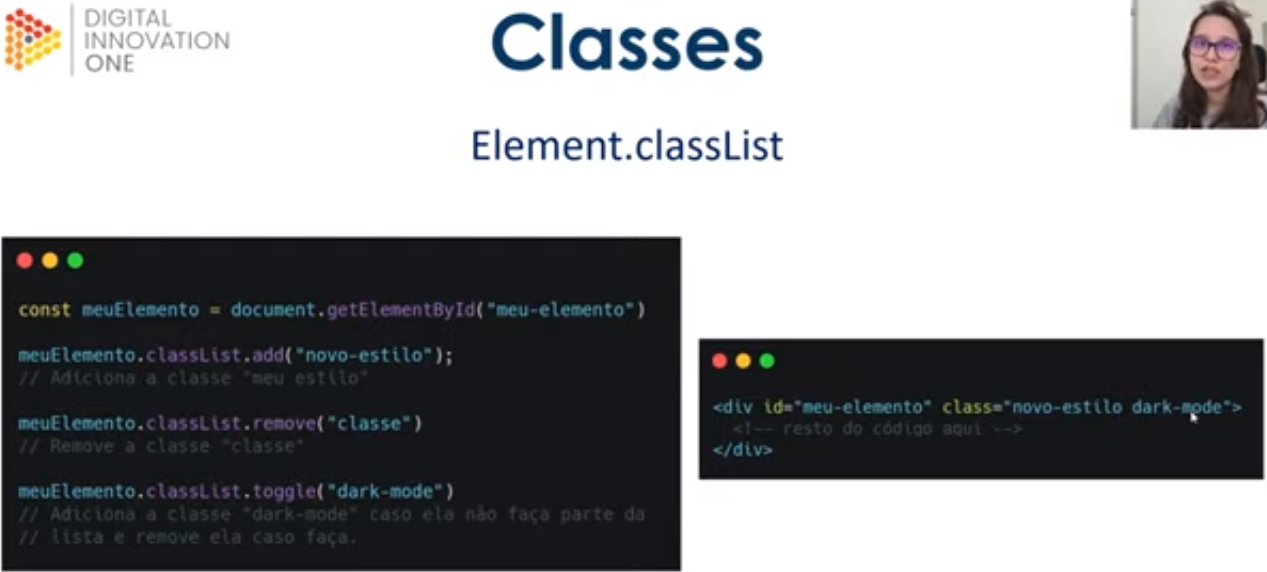 DIGITAL
INNOVATION
ONE
Classes
Element.classList
const meuElemento = document.getElementById("meu-elemento")
meuElemento.classList.add("novo-estilo");
// Adiciona a classe "meu estilo"
meuElemento.classList.remove("classe")
// Remove a classe "classe"
meuElemento.classList.toggle("dark-mode")
// Adiciona a classe "dark-mode" caso ela não faça parte da
// lista e remove ela caso faça.
<div id="meu-elemento" class="novo-estilo dark-mode">
<!-- resto do código aqui -->
</div>